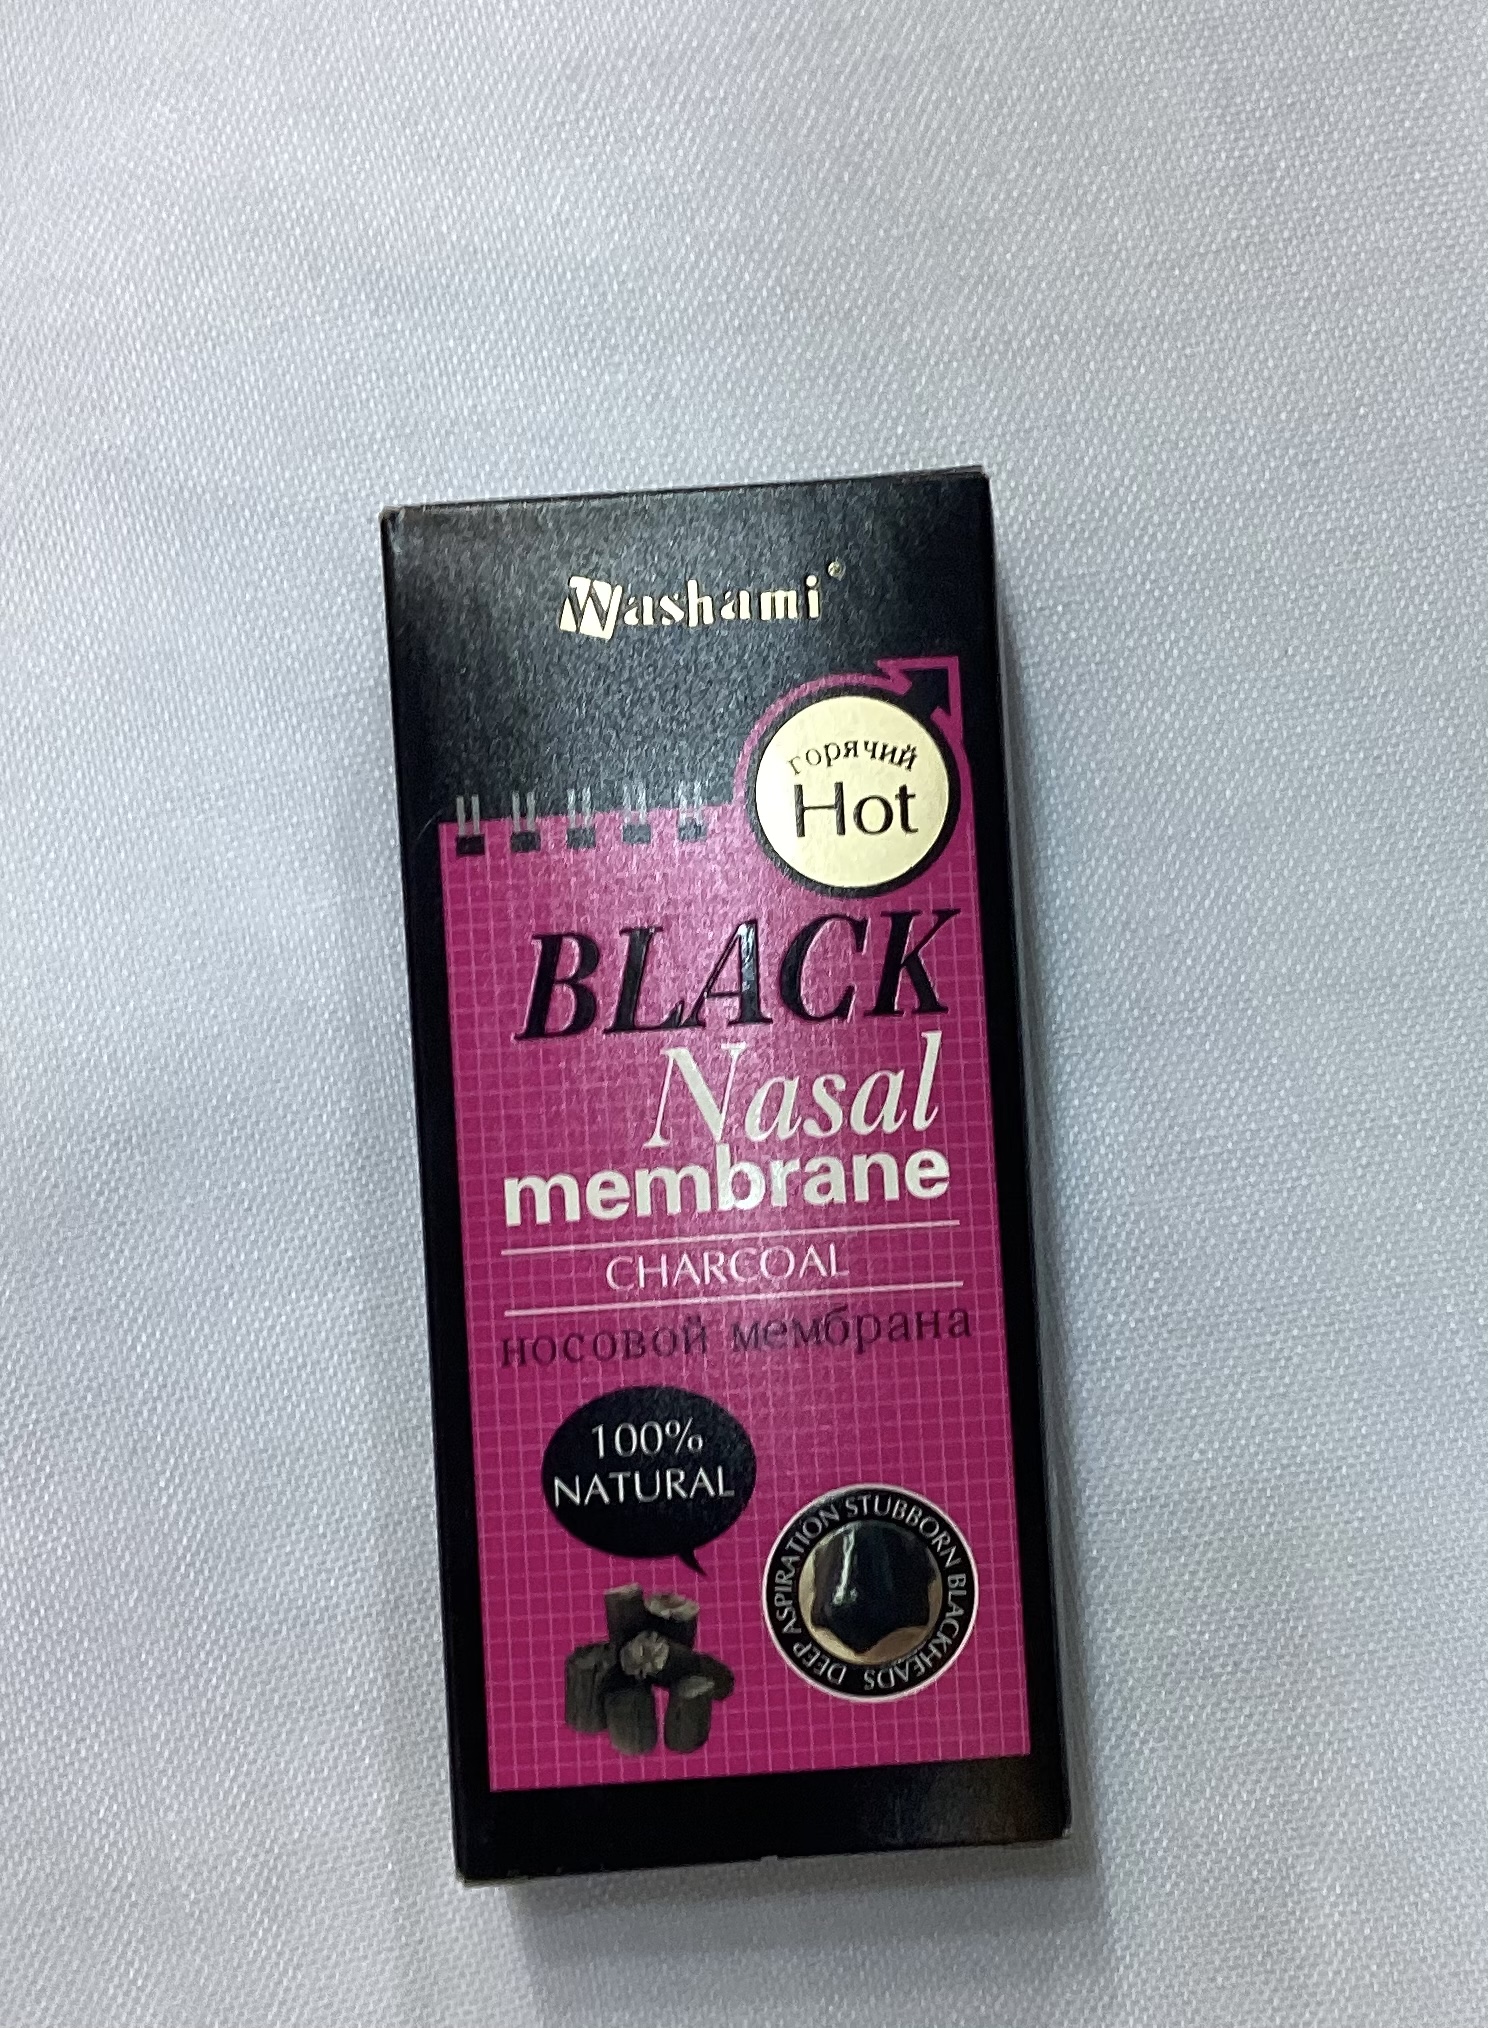 Washami®
горячий
Hot
BLACK
Nasal
membrane
CHARCOAL
носовой мембрана
100%
NATURAL
DEEP ASPIRATION STUBBORN BLACKHEADS